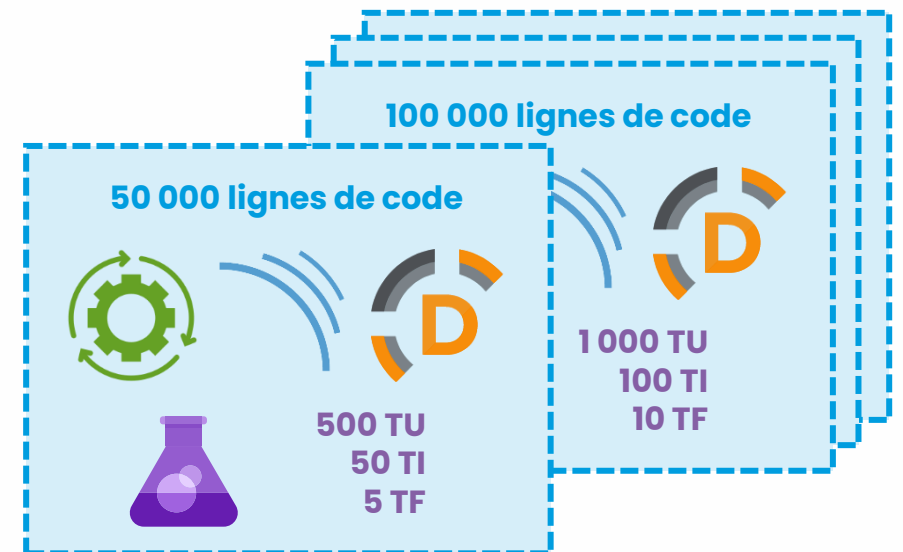 100 000 lignes de code
D
1 000 TU
100 TI
10 TF
50 000 lignes de code
D
500 TU
50 TI
5 TF